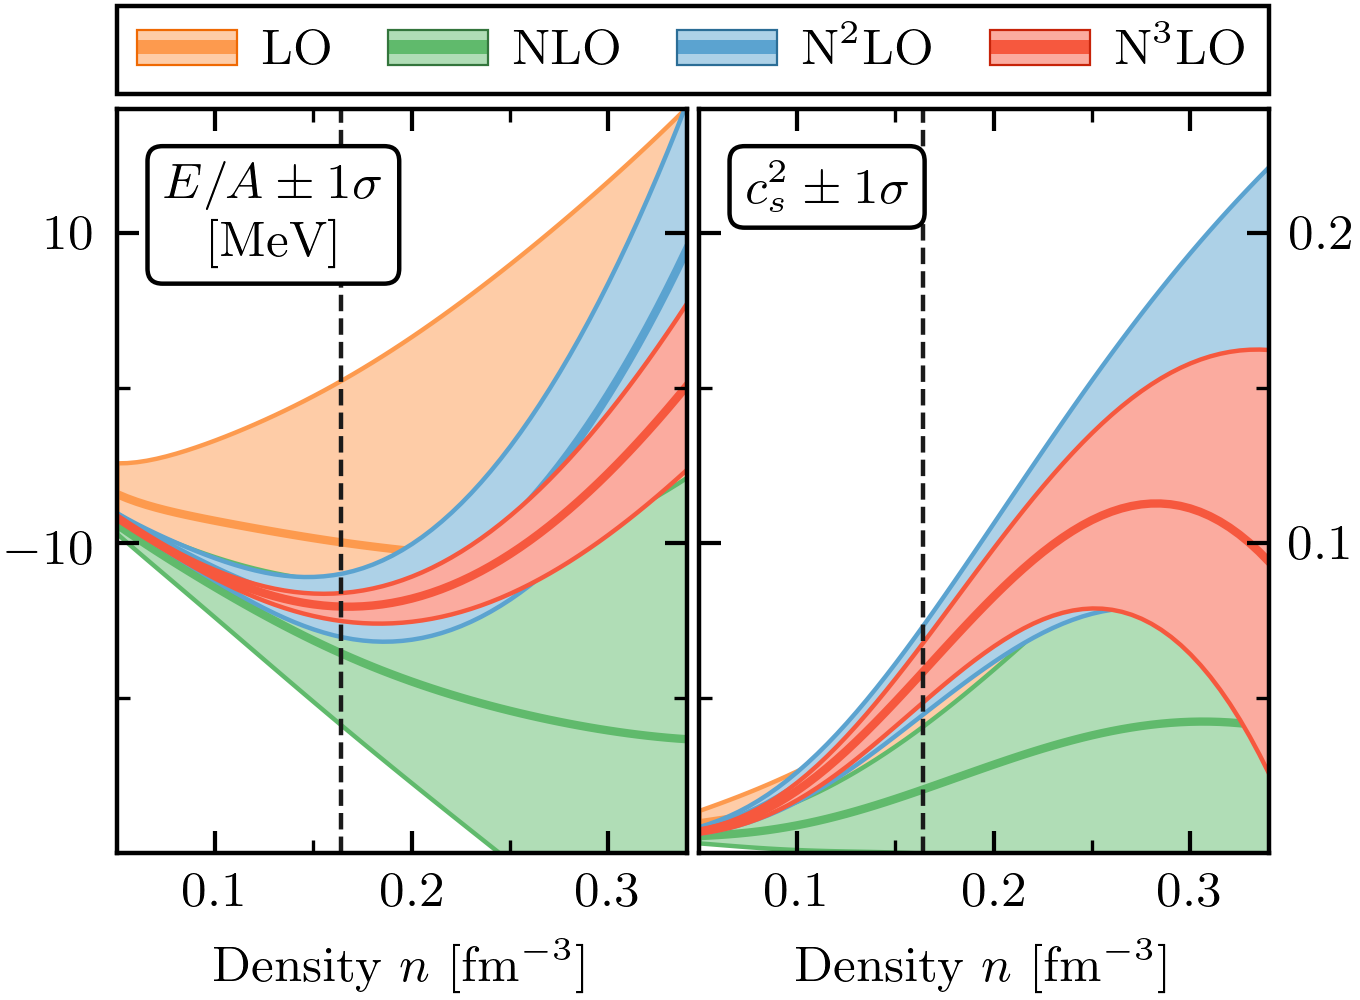 LO NLO N²LO N³LO
E/A ± 1σ
[MeV]
c_s² ± 1σ
10
−10
0.2
0.1
0.1 0.2 0.3
0.1 0.2 0.3
Density n [fm⁻³]
Density n [fm⁻³]